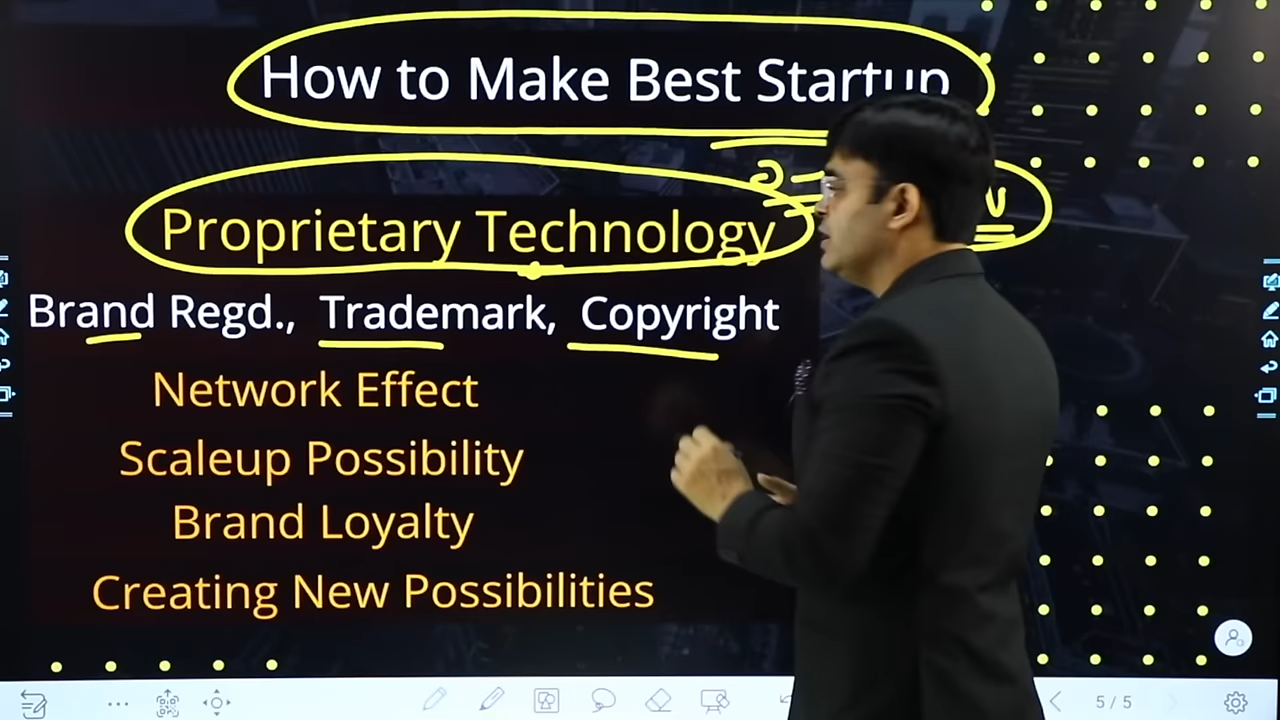 How to Make Best Startup
Proprietary Technology
Brand Regd., Trademark, Copyright
Network Effect
Scaleup Possibility
Brand Loyalty
Creating New Possibilities
5 / 5